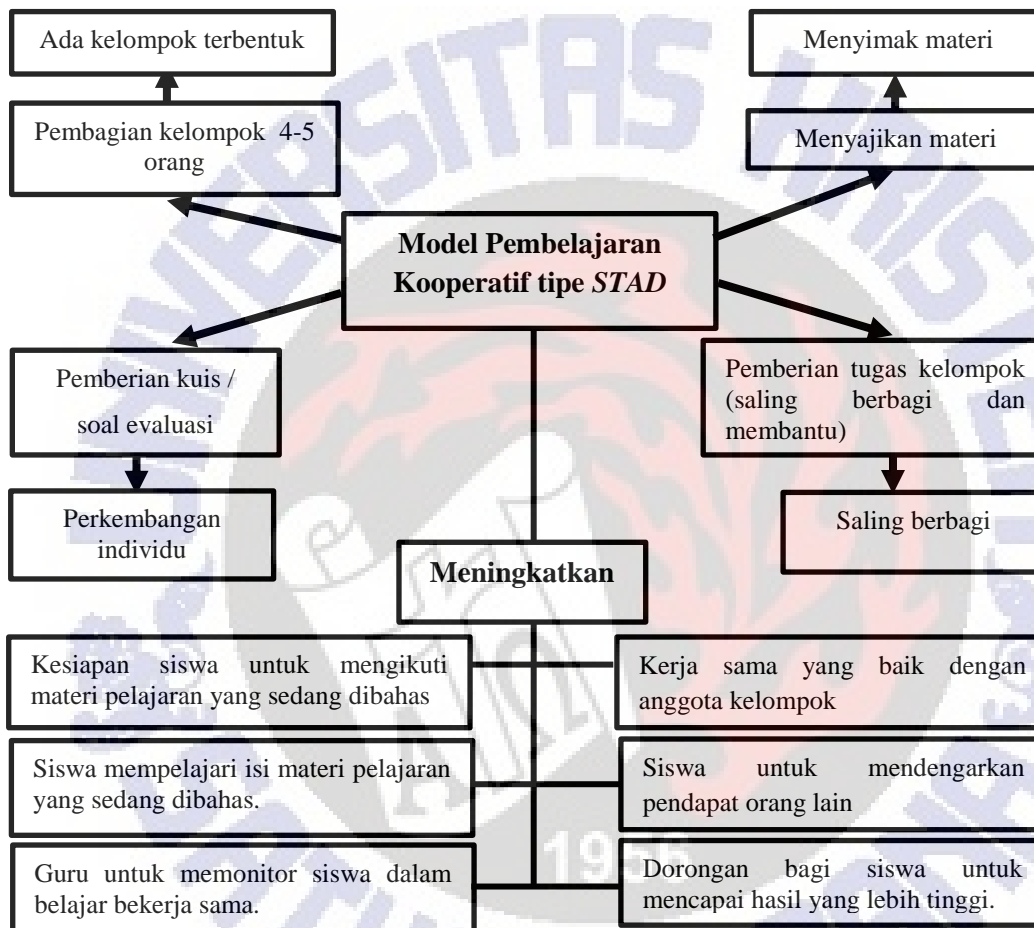 Ada kelompok terbentuk
Menyimak materi
Pembagian kelompok 4-5
orang
Menyajikan materi
Model Pembelajaran
Kooperatif tipe STAD
Pemberian kuis /
soal evaluasi
Pemberian tugas kelompok
(saling berbagi dan
membantu)
Perkembangan
individu
Saling berbagi
Meningkatkan
Kesiapan siswa untuk mengikuti
materi pelajaran yang sedang dibahas
Kerja sama yang baik dengan
anggota kelompok
Siswa mempelajari isi materi pelajaran
yang sedang dibahas.
Siswa untuk mendengarkan
pendapat orang lain
Guru untuk memonitor siswa dalam
belajar bekerja sama.
Dorongan bagi siswa untuk
mencapai hasil yang lebih tinggi.
UNIVERSITAS
ΑΩ
1956